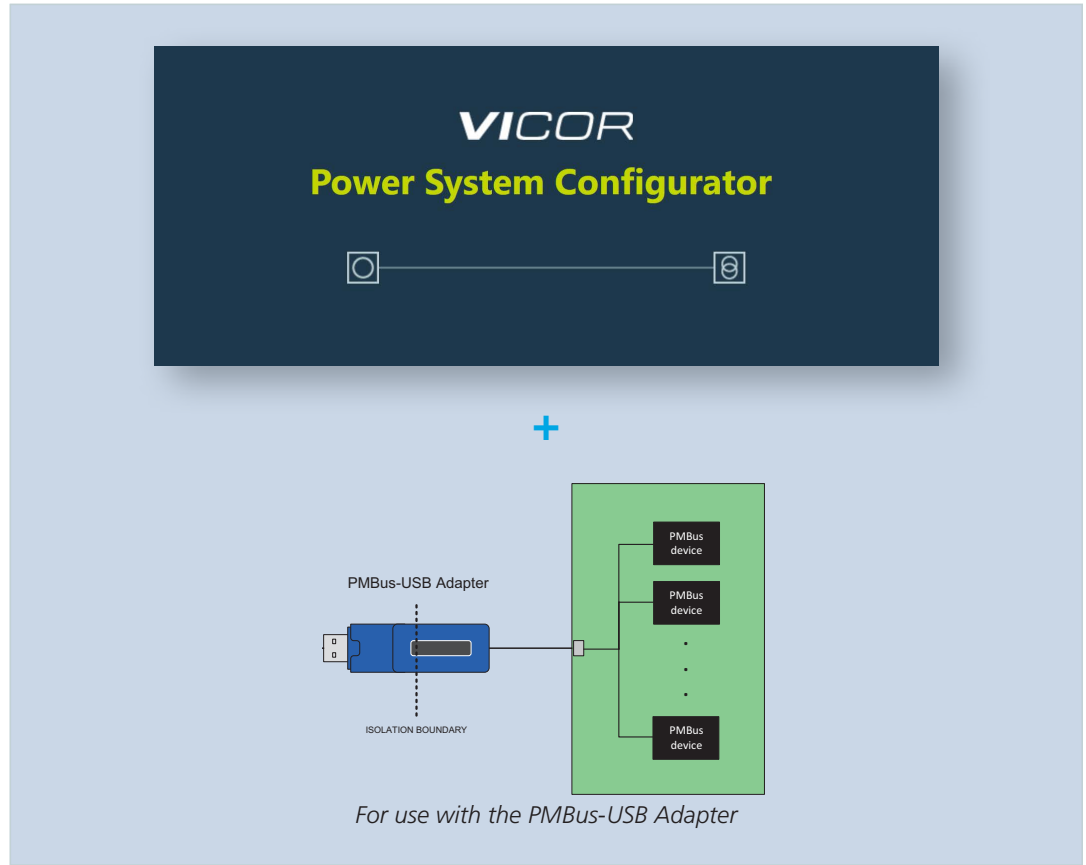 VICOR
Power System Configurator
+
PMBus-USB Adapter
ISOLATION BOUNDARY
PMBus
device
PMBus
device
.
.
.
PMBus
device
For use with the PMBus-USB Adapter